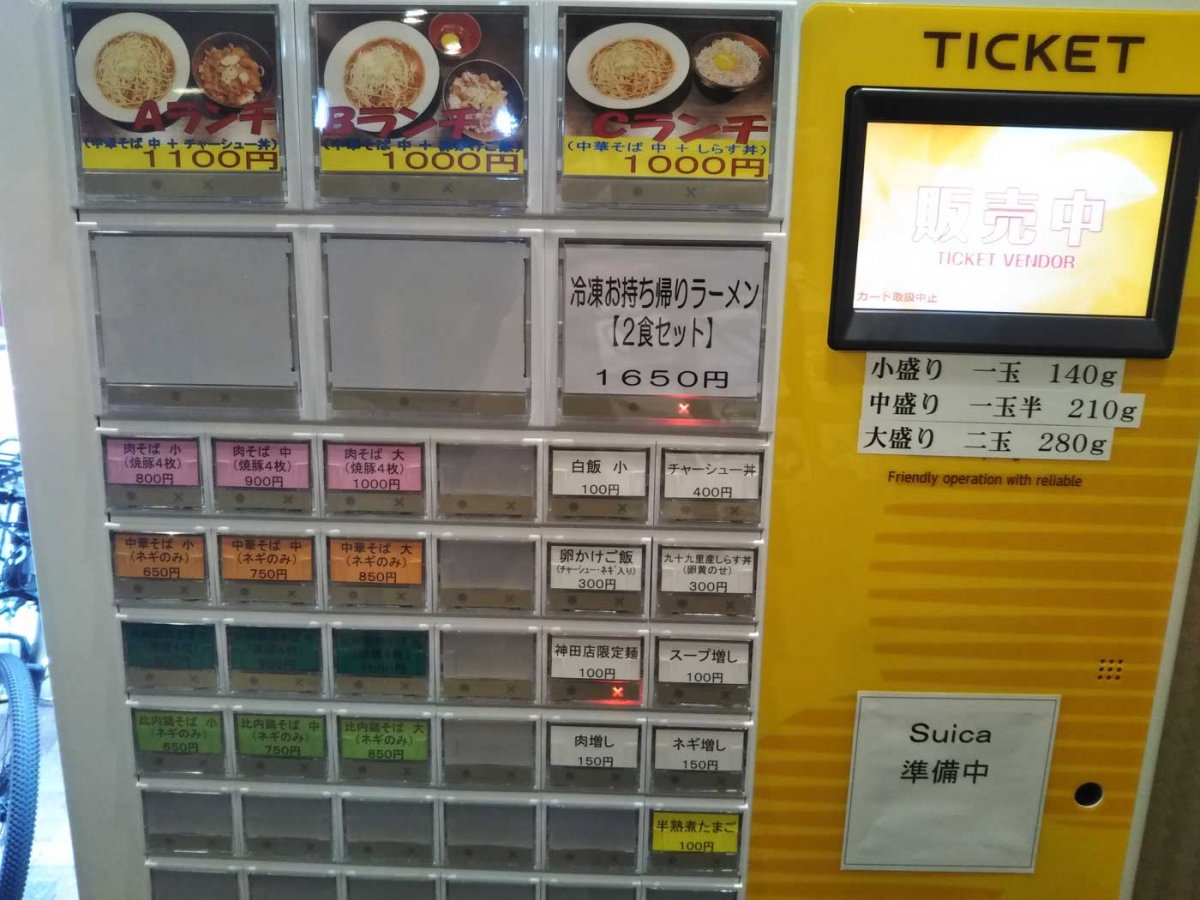 TICKET
Aランチ
(中華そば 中 + チャーシュー丼)
1100円
Bランチ
1000円
Cランチ
(中華そば 中 + しらす丼)
1000円
販売中
TICKET VENDOR
カード取扱中止
冷凍お持ち帰りラーメン
【2食セット】
1650円
小盛り 一玉 140g
中盛り 一玉半 210g
大盛り 二玉 280g
Friendly operation with reliable
肉そば 小
(焼豚4枚)
800円
肉そば 中
(焼豚4枚)
900円
肉そば 大
(焼豚4枚)
1000円
白飯 小
100円
チャーシュー丼
400円
中華そば 小
(ネギのみ)
650円
中華そば 中
(ネギのみ)
750円
中華そば 大
(ネギのみ)
850円
卵かけご飯
(チャーシュー・ネギ入り)
300円
九十九里産しらす丼
(卵黄のせ)
300円
神田店限定麺
100円
スープ増し
100円
比内鶏そば 小
(ネギのみ)
650円
比内鶏そば 中
(ネギのみ)
750円
比内鶏そば 大
(ネギのみ)
850円
肉増し
150円
ネギ増し
150円
半熟煮たまご
100円
Suica
準備中